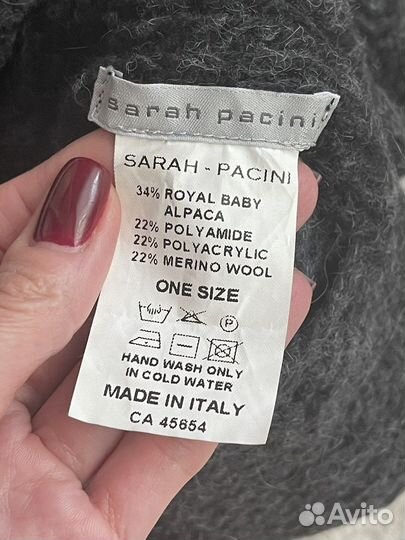 sarah pacini
SARAH - PACINI
34% ROYAL BABY
ALPACA
22% POLYAMIDE
22% POLYACRYLIC
22% MERINO WOOL
ONE SIZE
P
HAND WASH ONLY
IN COLD WATER
MADE IN ITALY
CA 45654
Avito